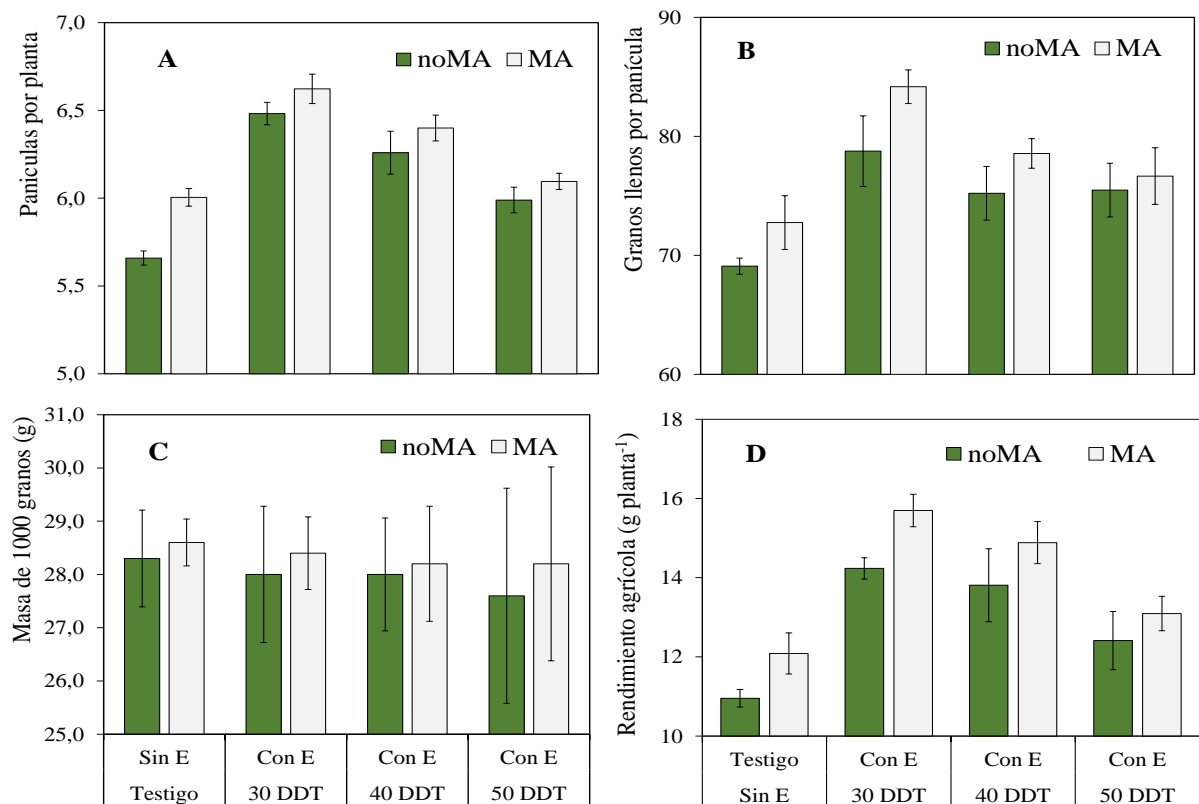 Paniculas por planta
7,0
6,5
6,0
5,5
5,0
A
noMA
MA
Granos llenos por panícula
90
80
70
60
B
noMA
MA
Masa de 1000 granos (g)
31,0
30,0
29,0
28,0
27,0
26,0
25,0
C
noMA
MA
Sin E Con E Con E Con E
Testigo 30 DDT 40 DDT 50 DDT
Rendimiento agrícola (g planta⁻¹)
18
16
14
12
10
D
noMA
MA
Testigo Con E Con E Con E
Sin E 30 DDT 40 DDT 50 DDT